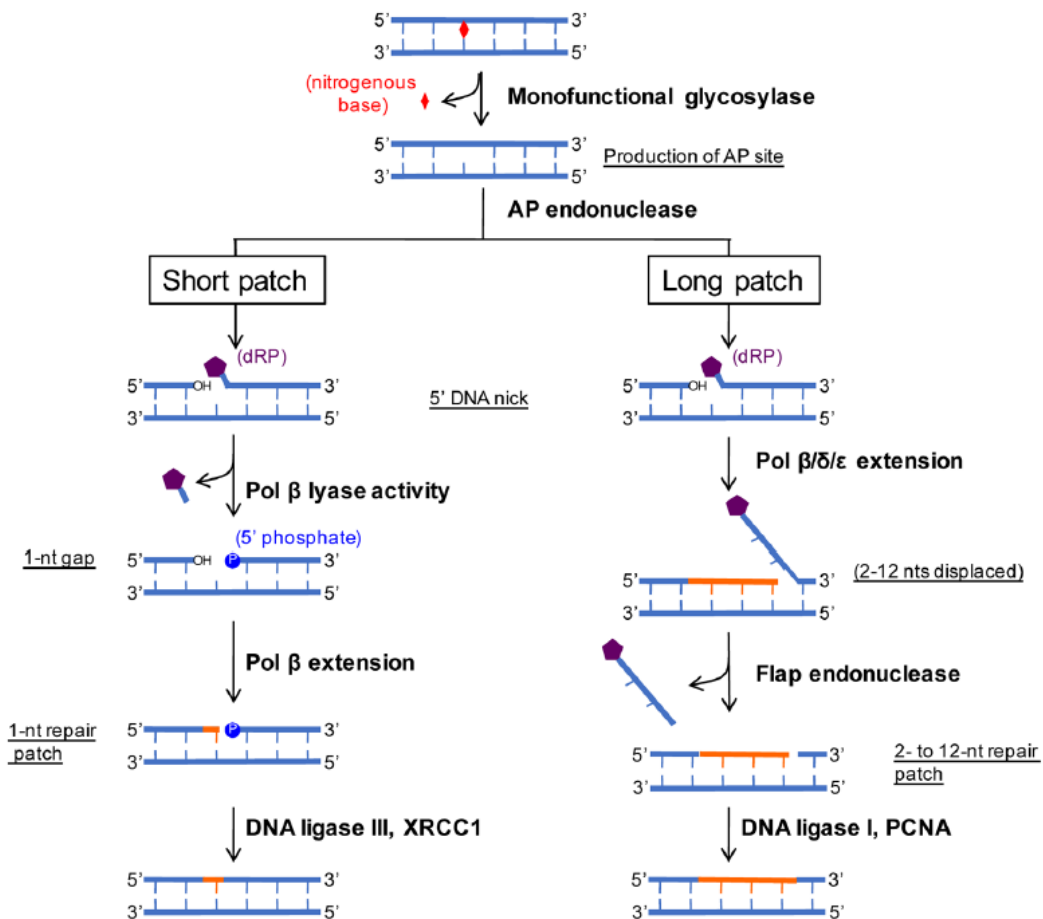 5’ 3’
3’ 5’
(nitrogenous
base)
Monofunctional glycosylase
5’ 3’
3’ 5’
Production of AP site
AP endonuclease
Short patch
Long patch
(dRP)
5’ OH 3’
3’ 5’
5’ DNA nick
(dRP)
5’ OH 3’
3’ 5’
Pol β lyase activity
Pol β/δ/ε extension
(5’ phosphate)
1-nt gap
5’ OH P 3’
3’ 5’
5’ 3’
3’ 5’
(2-12 nts displaced)
Pol β extension
Flap endonuclease
1-nt repair
patch
5’ P 3’
3’ 5’
5’ 3’
3’ 5’
2- to 12-nt repair
patch
DNA ligase III, XRCC1
DNA ligase I, PCNA
5’ 3’
3’ 5’
5’ 3’
3’ 5’